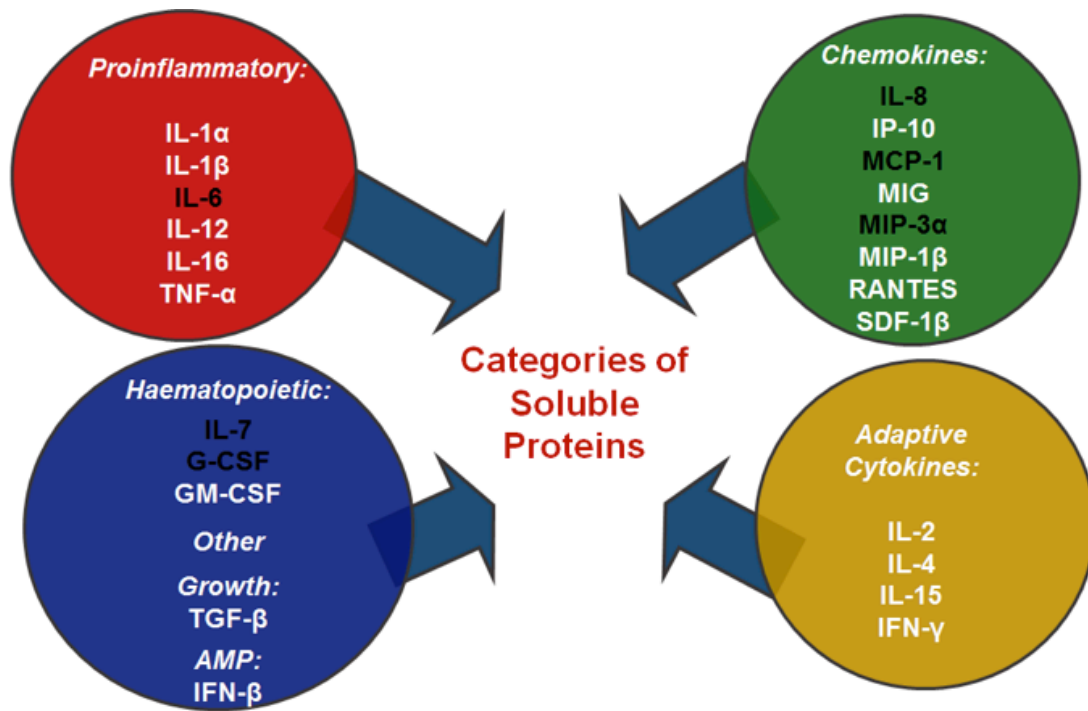 Proinflammatory:
IL-1α
IL-1β
IL-6
IL-12
IL-16
TNF-α
Chemokines:
IL-8
IP-10
MCP-1
MIG
MIP-3α
MIP-1β
RANTES
SDF-1β
Categories of
Soluble
Proteins
Haematopoietic:
IL-7
G-CSF
GM-CSF
Other
Growth:
TGF-β
AMP:
IFN-β
Adaptive
Cytokines:
IL-2
IL-4
IL-15
IFN-γ